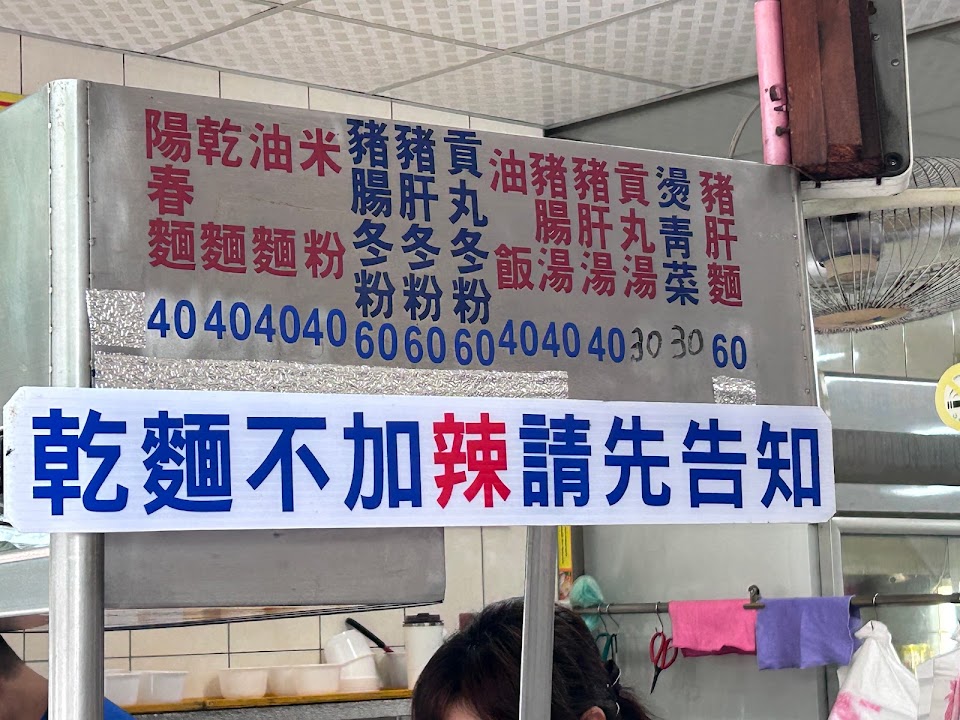 陽春麵 40
乾麵 40
油麵 40
米粉 40
豬腸冬粉 60
豬肝冬粉 60
貢丸冬粉 60
油飯 40
豬腸湯 40
豬肝湯 40
貢丸湯 30
燙青菜 30
豬肝麵 60
乾麵不加辣請先告知